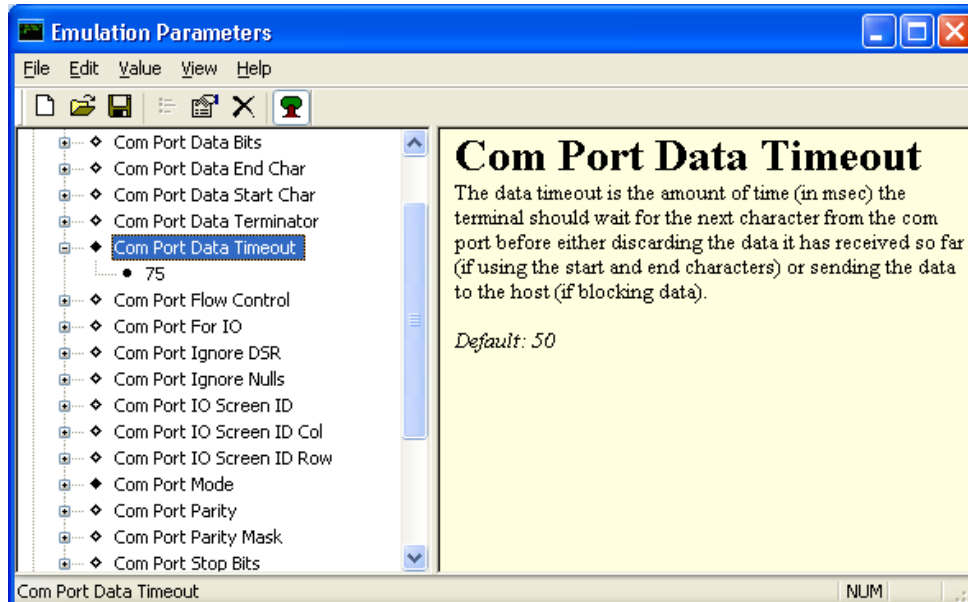 Emulation Parameters
File Edit Value View Help
Com Port Data Bits
Com Port Data End Char
Com Port Data Start Char
Com Port Data Terminator
Com Port Data Timeout
75
Com Port Flow Control
Com Port For IO
Com Port Ignore DSR
Com Port Ignore Nulls
Com Port IO Screen ID
Com Port IO Screen ID Col
Com Port IO Screen ID Row
Com Port Mode
Com Port Parity
Com Port Parity Mask
Com Port Stop Bits
Com Port Data Timeout
The data timeout is the amount of time (in msec) the
terminal should wait for the next character from the com
port before either discarding the data it has received so far
(if using the start and end characters) or sending the data
to the host (if blocking data).
Default: 50
Com Port Data Timeout NUM